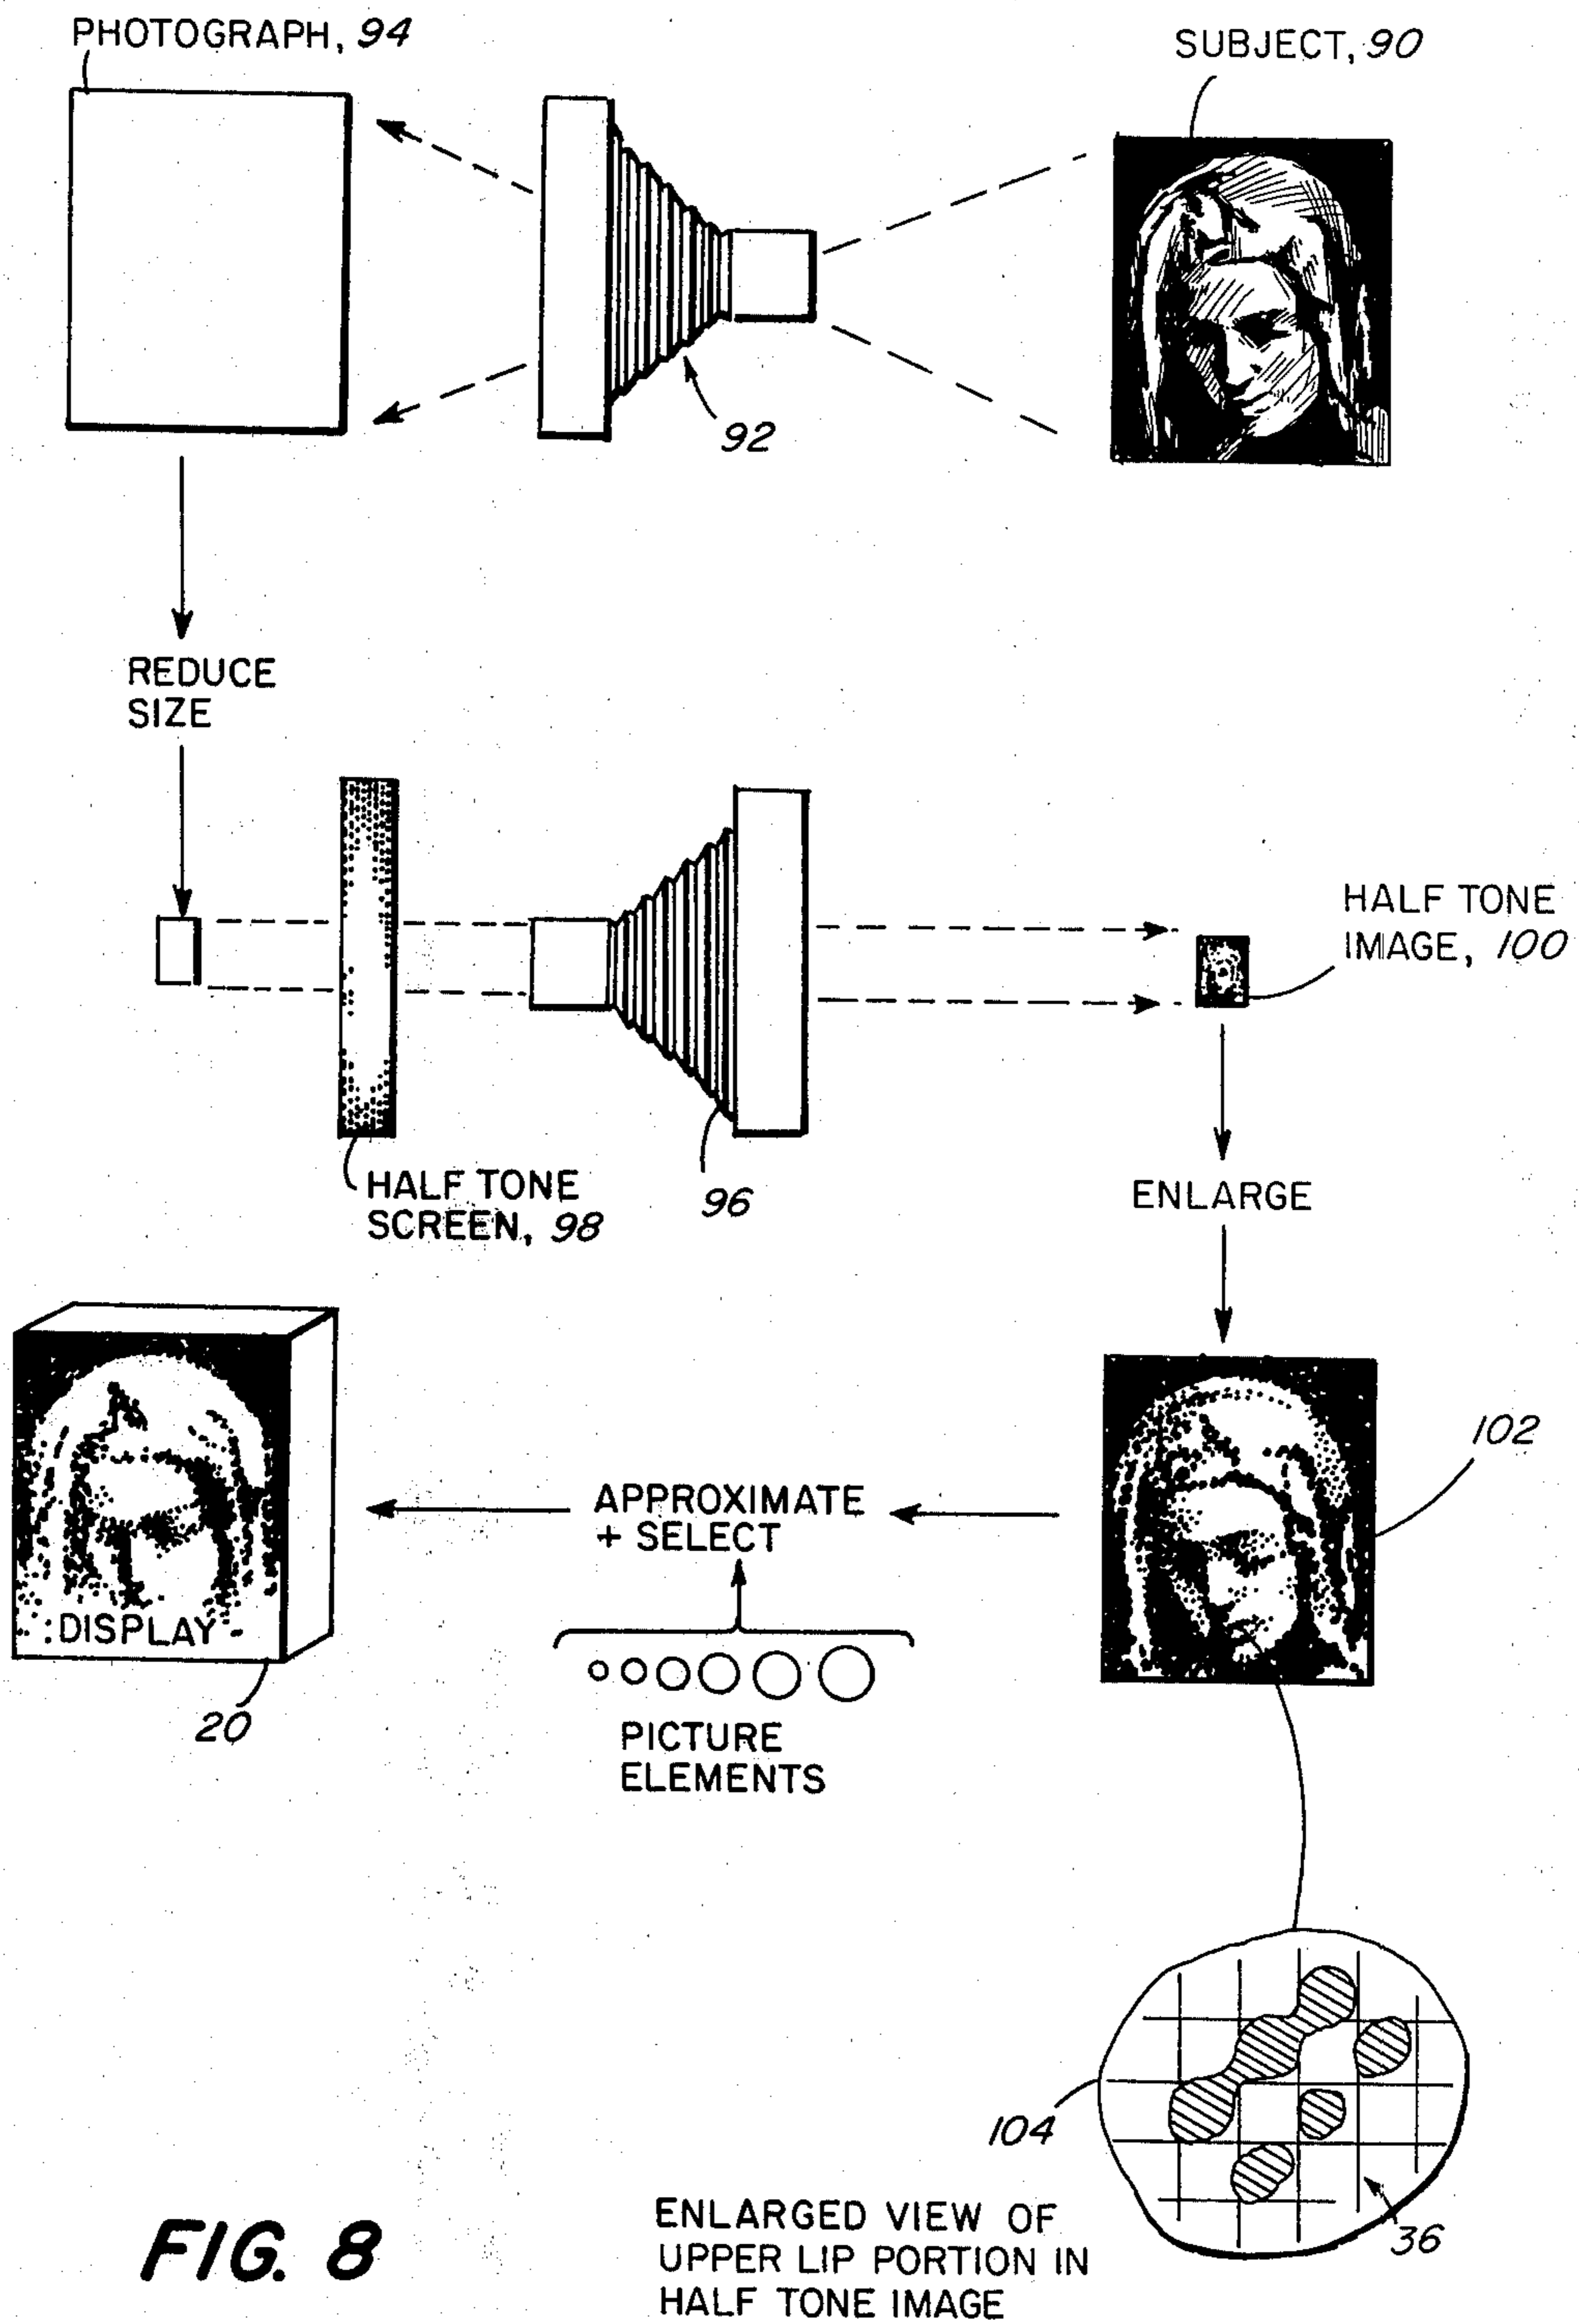 PHOTOGRAPH, 94
SUBJECT, 90
92
REDUCE
SIZE
HALF TONE
IMAGE, 100
HALF TONE
SCREEN, 98
96
ENLARGE
102
APPROXIMATE
+ SELECT
DISPLAY
20
PICTURE
ELEMENTS
104
36
ENLARGED VIEW OF
UPPER LIP PORTION IN
HALF TONE IMAGE
FIG. 8